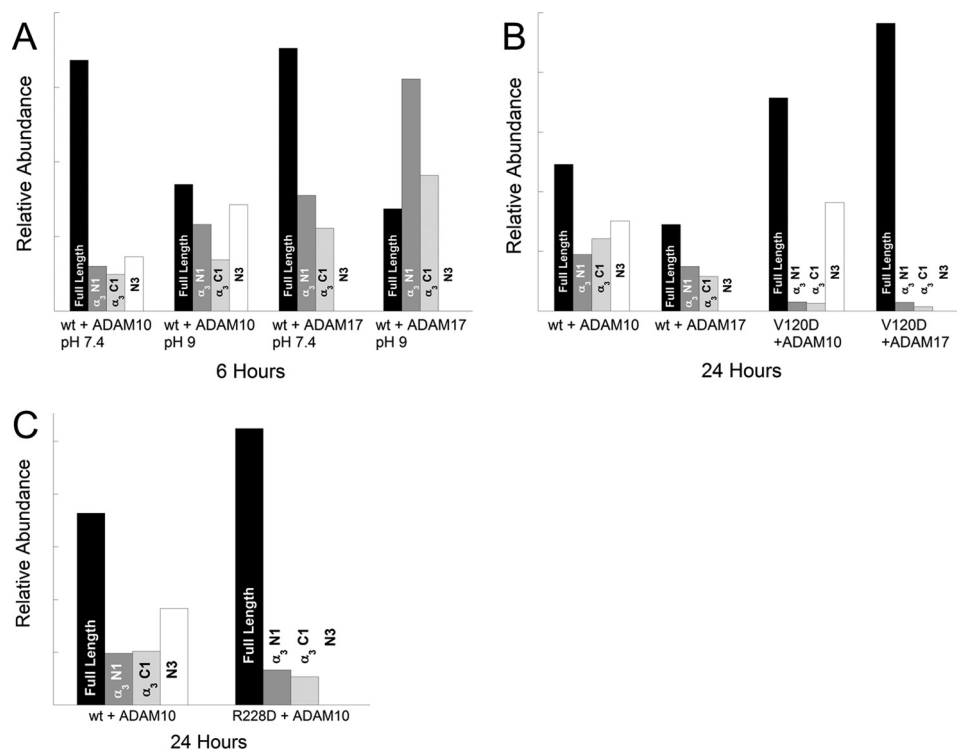 A
Relative Abundance
Full Length
α3 N1
α3 C1
N3
Full Length
α3 N1
α3 C1
N3
Full Length
α3 N1
α3 C1
N3
Full Length
α3 N1
α3 C1
N3
wt + ADAM10
pH 7.4
wt + ADAM10
pH 9
wt + ADAM17
pH 7.4
wt + ADAM17
pH 9
6 Hours
B
Relative Abundance
Full Length
α3 N1
α3 C1
N3
Full Length
α3 N1
α3 C1
N3
Full Length
α3 N1
α3 C1
N3
Full Length
α3 N1
α3 C1
N3
wt + ADAM10
wt + ADAM17
V120D
+ADAM10
V120D
+ADAM17
24 Hours
C
Relative Abundance
Full Length
α3 N1
α3 C1
N3
Full Length
α3 N1
α3 C1
N3
wt + ADAM10
R228D + ADAM10
24 Hours